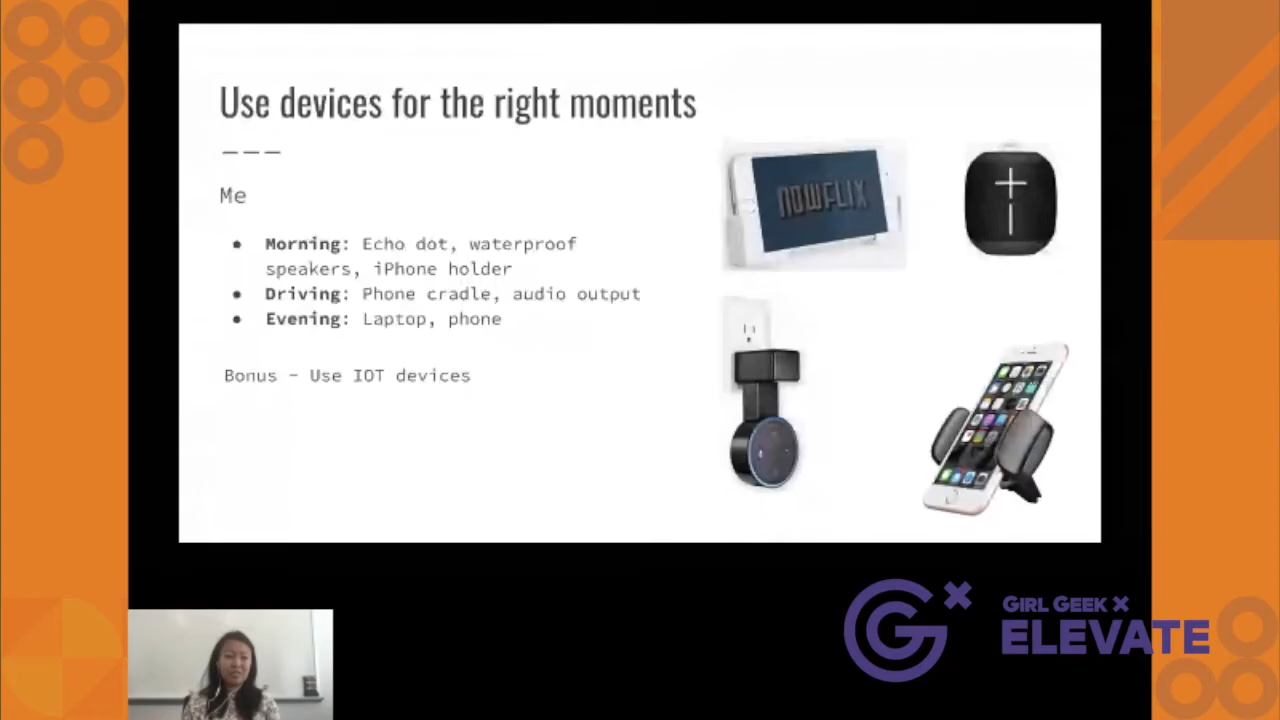 Use devices for the right moments
Me
● Morning: Echo dot, waterproof
speakers, iPhone holder
● Driving: Phone cradle, audio output
● Evening: Laptop, phone
Bonus - Use IOT devices
NOWFLIX
GIRL GEEK X
ELEVATE